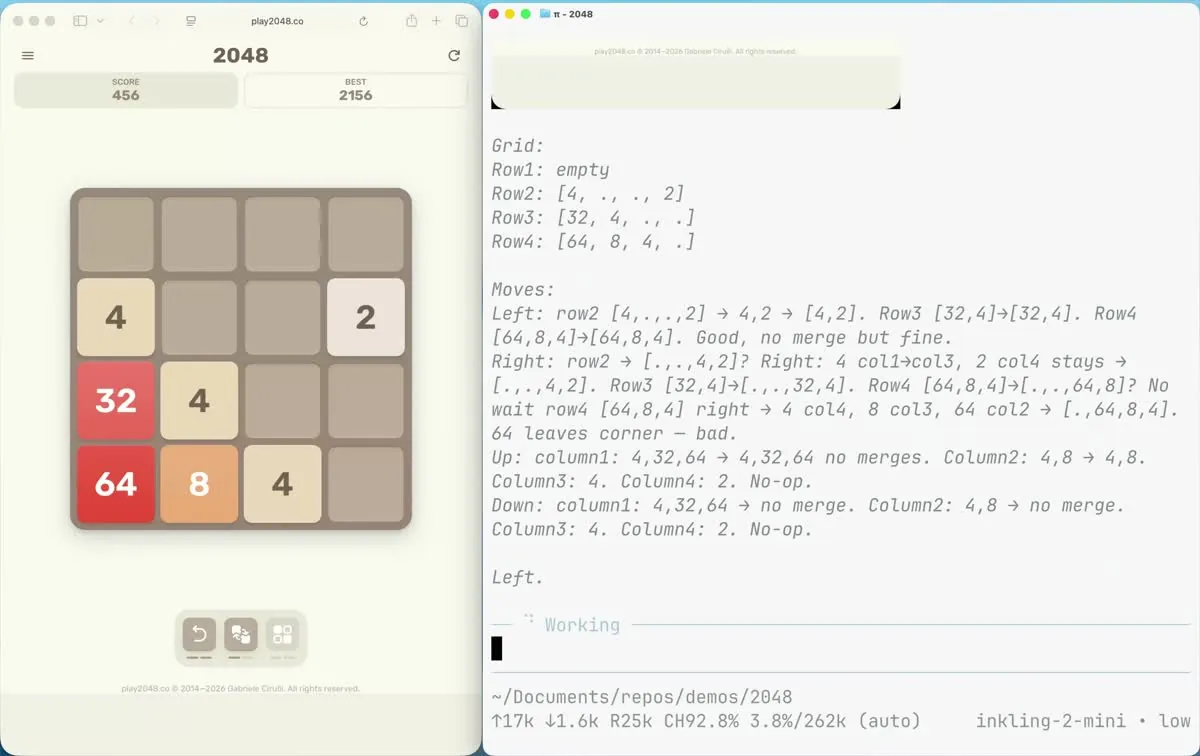 play2048.co
2048
SCORE
456
BEST
2156
4
2
32
4
64
8
4
play2048.co © 2014–2026 Gabriele Cirulli. All rights reserved.
π - 2048
play2048.co © 2014–2026 Gabriele Cirulli. All rights reserved.
Grid:
Row1: empty
Row2: [4, ., ., 2]
Row3: [32, 4, ., .]
Row4: [64, 8, 4, .]
Moves:
Left: row2 [4,.,.,2] → 4,2 → [4,2]. Row3 [32,4]→[32,4]. Row4
[64,8,4]→[64,8,4]. Good, no merge but fine.
Right: row2 → [.,.,4,2]? Right: 4 col1→col3, 2 col4 stays →
[.,.,4,2]. Row3 [32,4]→[.,.,32,4]. Row4 [64,8,4]→[.,.,64,8]? No
wait row4 [64,8,4] right → 4 col4, 8 col3, 64 col2 → [.,64,8,4].
64 leaves corner — bad.
Up: column1: 4,32,64 → 4,32,64 no merges. Column2: 4,8 → 4,8.
Column3: 4. Column4: 2. No-op.
Down: column1: 4,32,64 → no merge. Column2: 4,8 → no merge.
Column3: 4. Column4: 2. No-op.
Left.
Working
~/Documents/repos/demos/2048
↑17k ↓1.6k R25k CH92.8% 3.8%/262k (auto) inkling-2-mini • low